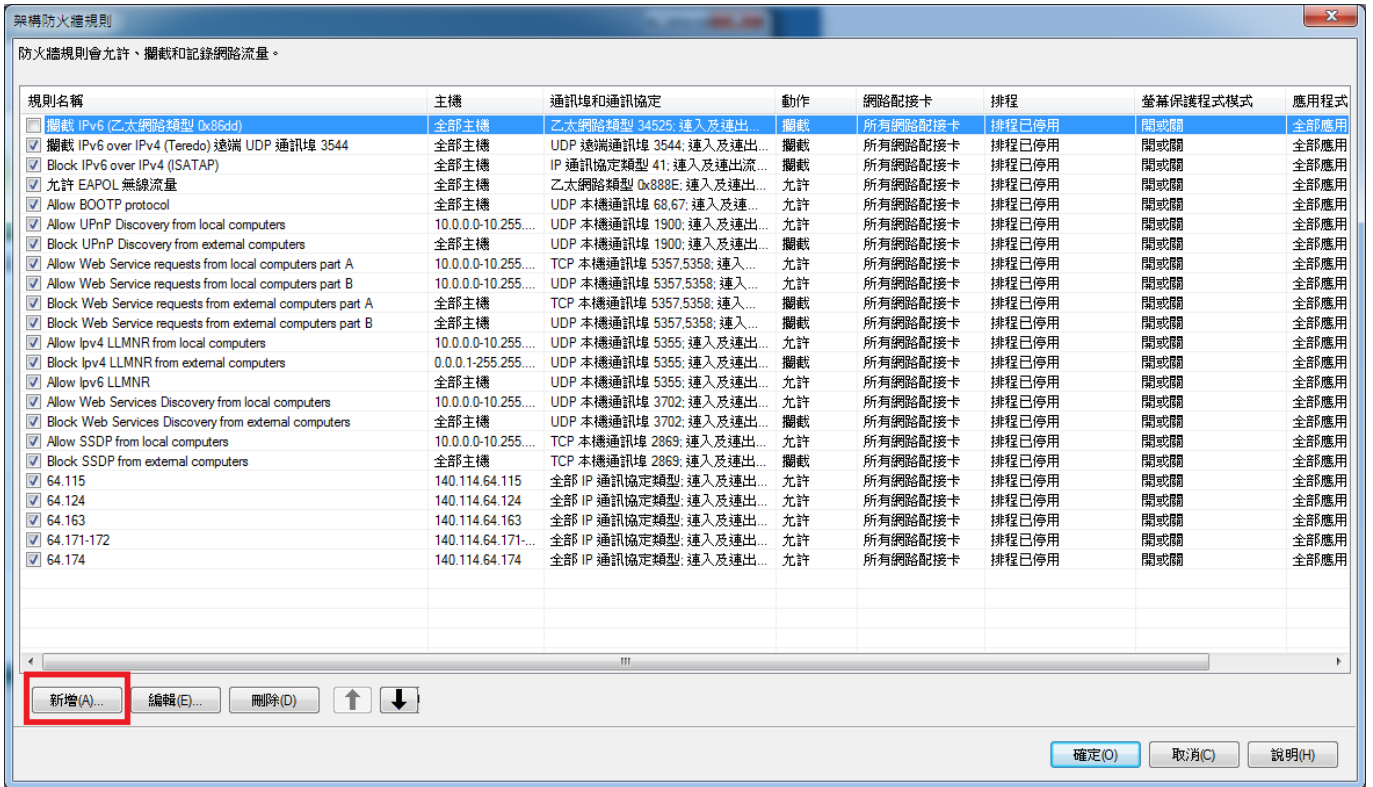 架構防火牆規則
防火牆規則會允許、攔截和記錄網路流量。
規則名稱 主機 通訊埠和通訊協定 動作 網路配接卡 排程 螢幕保護程式模式 應用程式
攔截 IPv6 (乙太網路類型 0x86dd) 全部主機 乙太網路類型 34525; 連入及連出... 攔截 所有網路配接卡 排程已停用 開或關 全部應用
攔截 IPv6 over IPv4 (Teredo) 遠端 UDP 通訊埠 3544 全部主機 UDP 遠端通訊埠 3544; 連入及連出... 攔截 所有網路配接卡 排程已停用 開或關 全部應用
Block IPv6 over IPv4 (ISATAP) 全部主機 IP 通訊協定類型 41; 連入及連出流... 攔截 所有網路配接卡 排程已停用 開或關 全部應用
允許 EAPOL 無線流量 全部主機 乙太網路類型 0x888E; 連入及連出... 允許 所有網路配接卡 排程已停用 開或關 全部應用
Allow BOOTP protocol 全部主機 UDP 本機通訊埠 68,67; 連入及連... 允許 所有網路配接卡 排程已停用 開或關 全部應用
Allow UPnP Discovery from local computers 10.0.0.0-10.255.... UDP 本機通訊埠 1900; 連入及連出... 允許 所有網路配接卡 排程已停用 開或關 全部應用
Block UPnP Discovery from external computers 全部主機 UDP 本機通訊埠 1900; 連入及連出... 攔截 所有網路配接卡 排程已停用 開或關 全部應用
Allow Web Service requests from local computers part A 10.0.0.0-10.255.... TCP 本機通訊埠 5357,5358; 連入... 允許 所有網路配接卡 排程已停用 開或關 全部應用
Allow Web Service requests from local computers part B 10.0.0.0-10.255.... UDP 本機通訊埠 5357,5358; 連入... 允許 所有網路配接卡 排程已停用 開或關 全部應用
Block Web Service requests from external computers part A 全部主機 TCP 本機通訊埠 5357,5358; 連入... 攔截 所有網路配接卡 排程已停用 開或關 全部應用
Block Web Service requests from external computers part B 全部主機 UDP 本機通訊埠 5357,5358; 連入... 攔截 所有網路配接卡 排程已停用 開或關 全部應用
Allow Ipv4 LLMNR from local computers 10.0.0.0-10.255.... UDP 本機通訊埠 5355; 連入及連出... 允許 所有網路配接卡 排程已停用 開或關 全部應用
Block Ipv4 LLMNR from external computers 0.0.0.1-255.255.... UDP 本機通訊埠 5355; 連入及連出... 攔截 所有網路配接卡 排程已停用 開或關 全部應用
Allow Ipv6 LLMNR 全部主機 UDP 本機通訊埠 5355; 連入及連出... 允許 所有網路配接卡 排程已停用 開或關 全部應用
Allow Web Services Discovery from local computers 10.0.0.0-10.255.... UDP 本機通訊埠 3702; 連入及連出... 允許 所有網路配接卡 排程已停用 開或關 全部應用
Block Web Services Discovery from external computers 全部主機 UDP 本機通訊埠 3702; 連入及連出... 攔截 所有網路配接卡 排程已停用 開或關 全部應用
Allow SSDP from local computers 10.0.0.0-10.255.... TCP 本機通訊埠 2869; 連入及連出... 允許 所有網路配接卡 排程已停用 開或關 全部應用
Block SSDP from external computers 全部主機 TCP 本機通訊埠 2869; 連入及連出... 攔截 所有網路配接卡 排程已停用 開或關 全部應用
64.115 140.114.64.115 全部 IP 通訊協定類型; 連入及連出... 允許 所有網路配接卡 排程已停用 開或關 全部應用
64.124 140.114.64.124 全部 IP 通訊協定類型; 連入及連出... 允許 所有網路配接卡 排程已停用 開或關 全部應用
64.163 140.114.64.163 全部 IP 通訊協定類型; 連入及連出... 允許 所有網路配接卡 排程已停用 開或關 全部應用
64.171-172 140.114.64.171-... 全部 IP 通訊協定類型; 連入及連出... 允許 所有網路配接卡 排程已停用 開或關 全部應用
64.174 140.114.64.174 全部 IP 通訊協定類型; 連入及連出... 允許 所有網路配接卡 排程已停用 開或關 全部應用
新增(A)... 編輯(E)... 刪除(D)
確定(O) 取消(C) 說明(H)